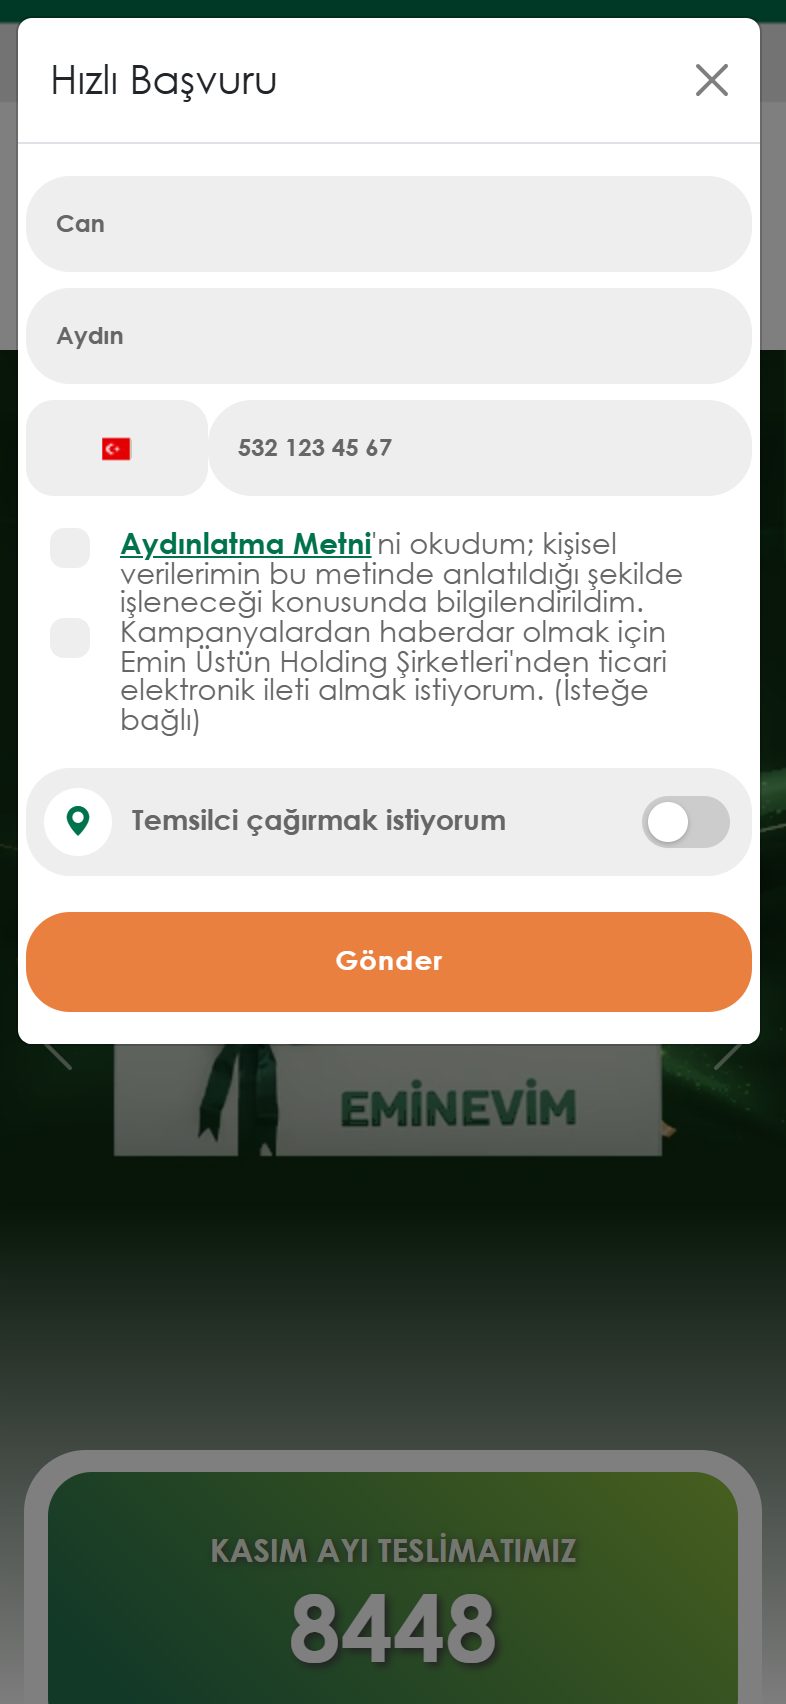 Hızlı Başvuru
Can
Aydın
532 123 45 67
Aydınlatma Metni'ni okudum; kişisel
verilerimin bu metinde anlatıldığı şekilde
işleneceği konusunda bilgilendirildim.
Kampanyalardan haberdar olmak için
Emin Üstün Holding Şirketleri'nden ticari
elektronik ileti almak istiyorum. (İsteğe
bağlı)
Temsilci çağırmak istiyorum
Gönder
EMİNEVİM
KASIM AYI TESLİMATIMIZ
8448